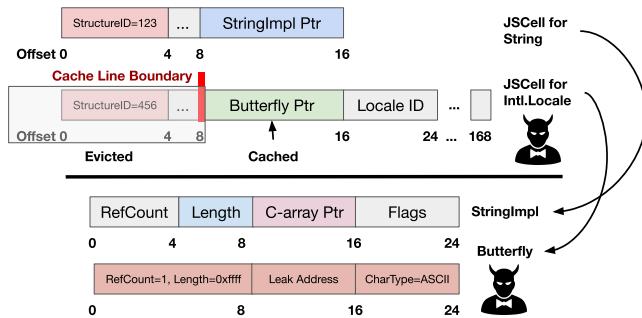 StructureID=123 ... StringImpl Ptr
JSCell for
String
Offset 0 4 8 16
Cache Line Boundary
StructureID=456 ... Butterfly Ptr Locale ID ...
JSCell for
Intl.Locale
Offset 0 4 8 16 24 ... 168
Evicted Cached
RefCount Length C-array Ptr Flags StringImpl
0 4 8 16 24
Butterfly
RefCount=1, Length=0xffff Leak Address CharType=ASCII
0 8 16 24